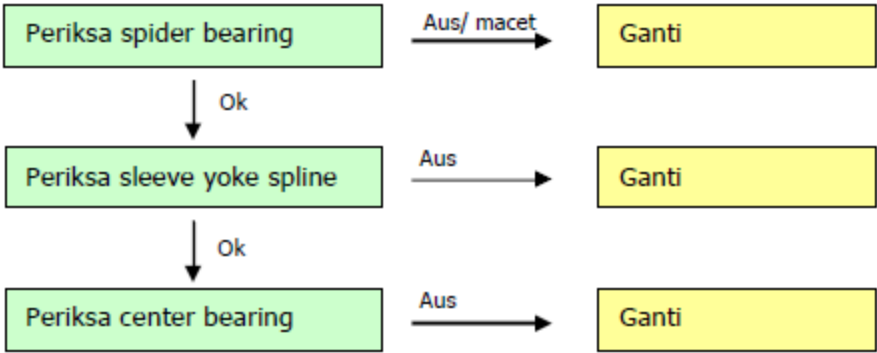 Periksa spider bearing
Aus/ macet
Ganti
Ok
Periksa sleeve yoke spline
Aus
Ganti
Ok
Periksa center bearing
Aus
Ganti